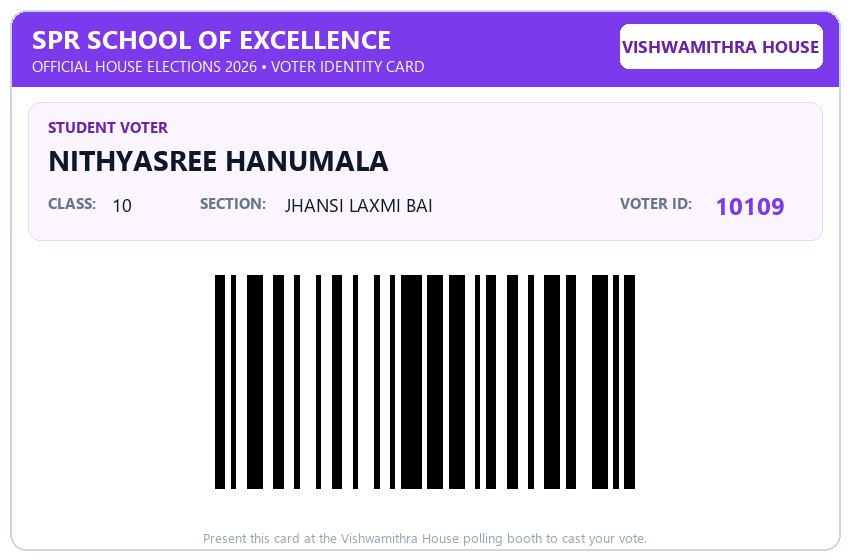 SPR SCHOOL OF EXCELLENCE
OFFICIAL HOUSE ELECTIONS 2026 • VOTER IDENTITY CARD
VISHWAMITHRA HOUSE
STUDENT VOTER
NITHYASREE HANUMALA
CLASS: 10 SECTION: JHANSI LAXMI BAI VOTER ID: 10109
Present this card at the Vishwamithra House polling booth to cast your vote.